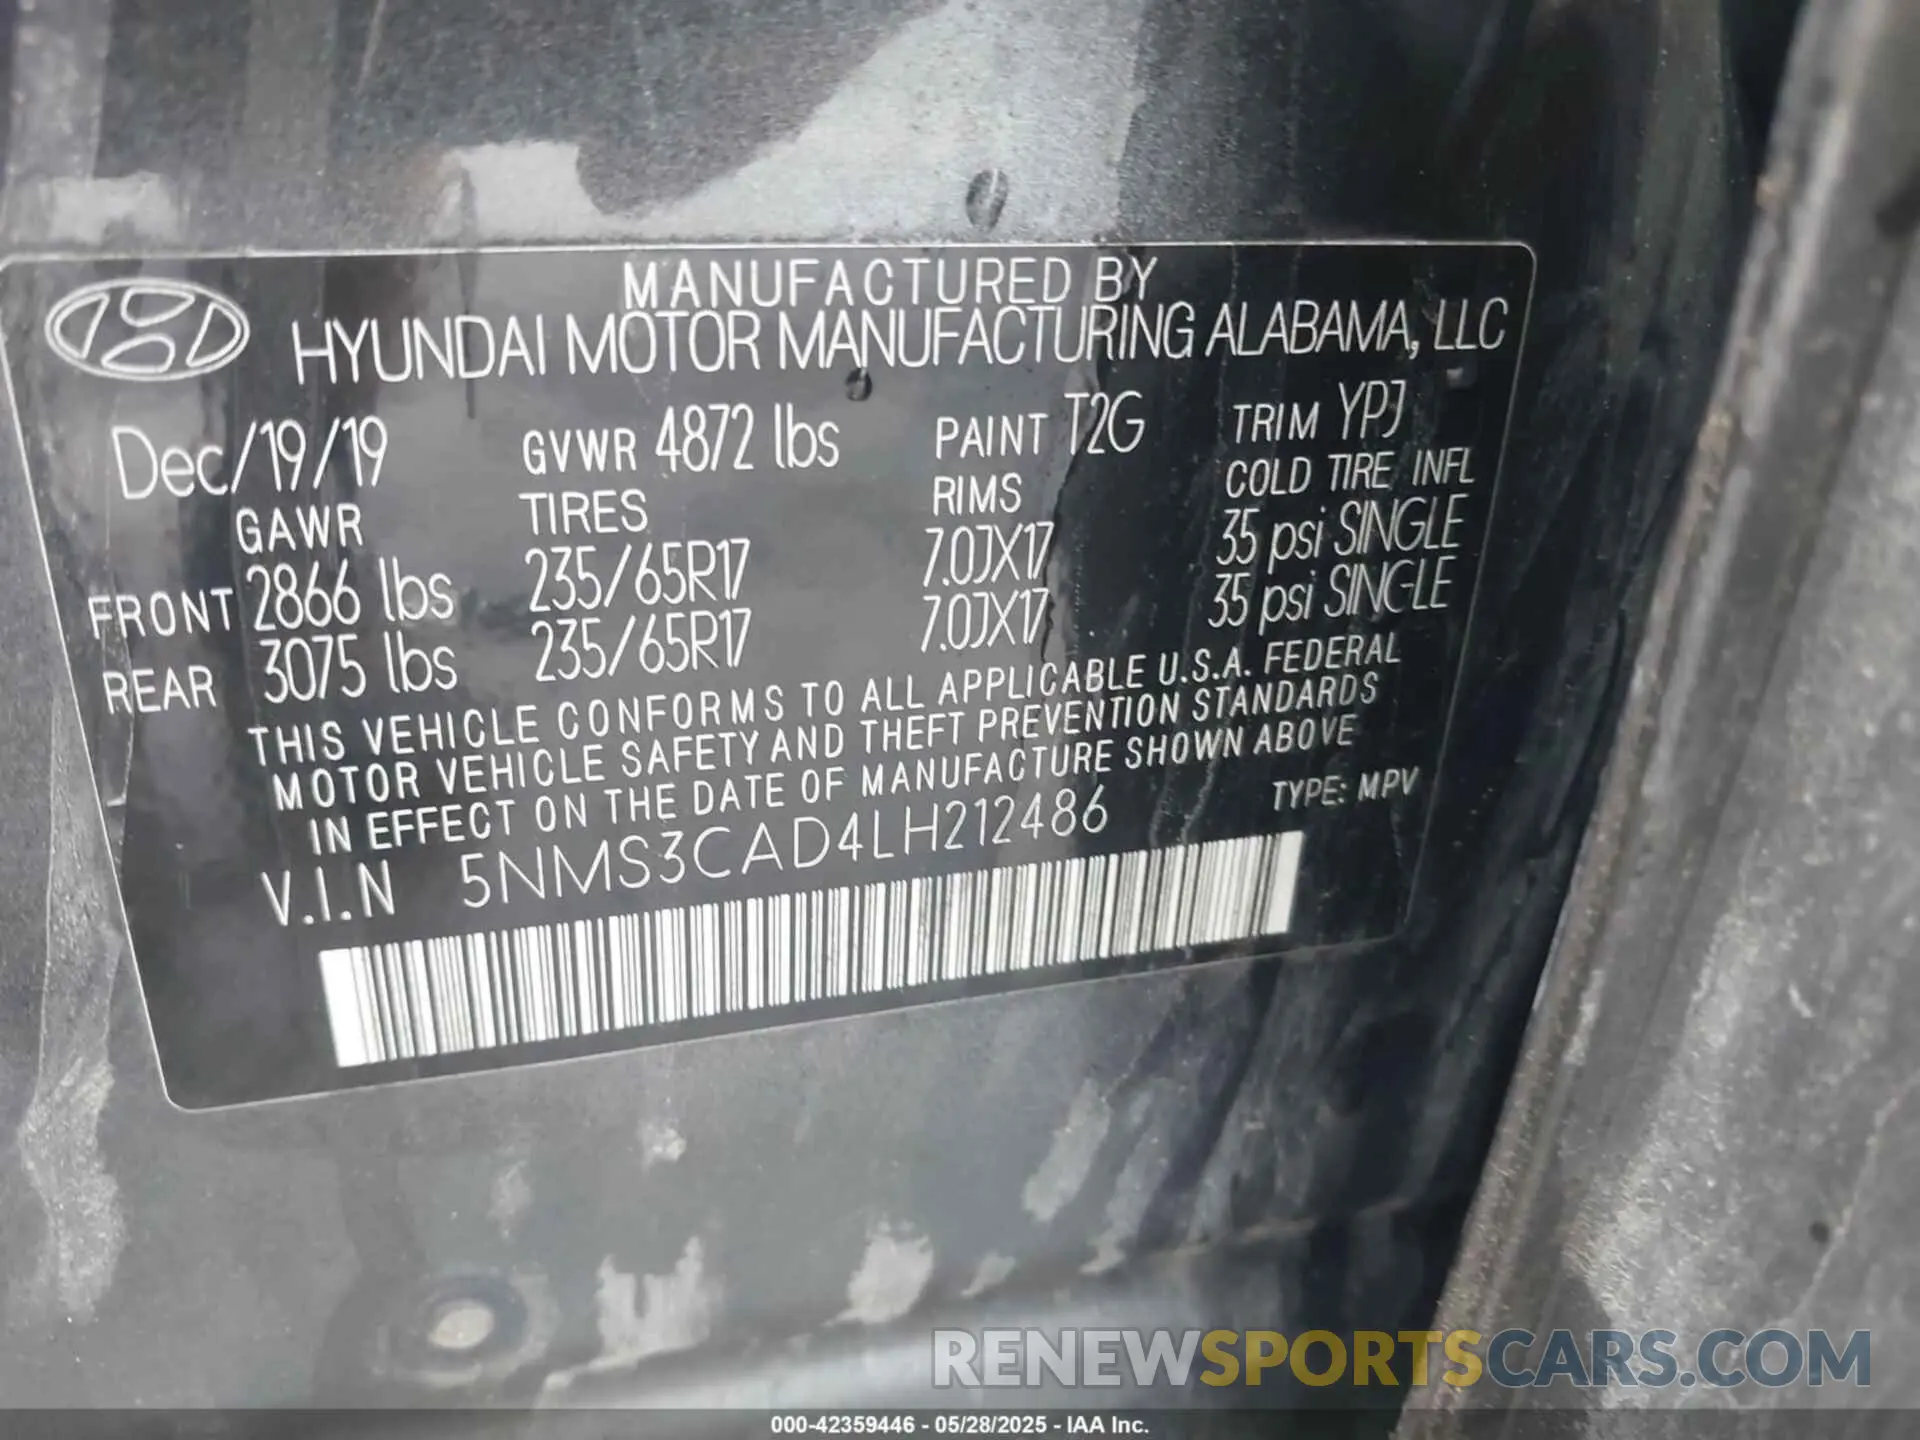 MANUFACTURED BY
HYUNDAI MOTOR MANUFACTURING ALABAMA, LLC
Dec/19/19 GVWR 4872 lbs PAINT T2G TRIM YPJ
GAWR TIRES RIMS COLD TIRE INFL
FRONT 2866 lbs 235/65R17 7.0JX17 35 psi SINGLE
REAR 3075 lbs 235/65R17 7.0JX17 35 psi SINGLE
THIS VEHICLE CONFORMS TO ALL APPLICABLE U.S.A. FEDERAL
MOTOR VEHICLE SAFETY AND THEFT PREVENTION STANDARDS
IN EFFECT ON THE DATE OF MANUFACTURE SHOWN ABOVE
V.I.N 5NMS3CAD4LH212486 TYPE: MPV
RENEWSPORTSCARS.COM
000-42359446 - 05/28/2025 - IAA Inc.